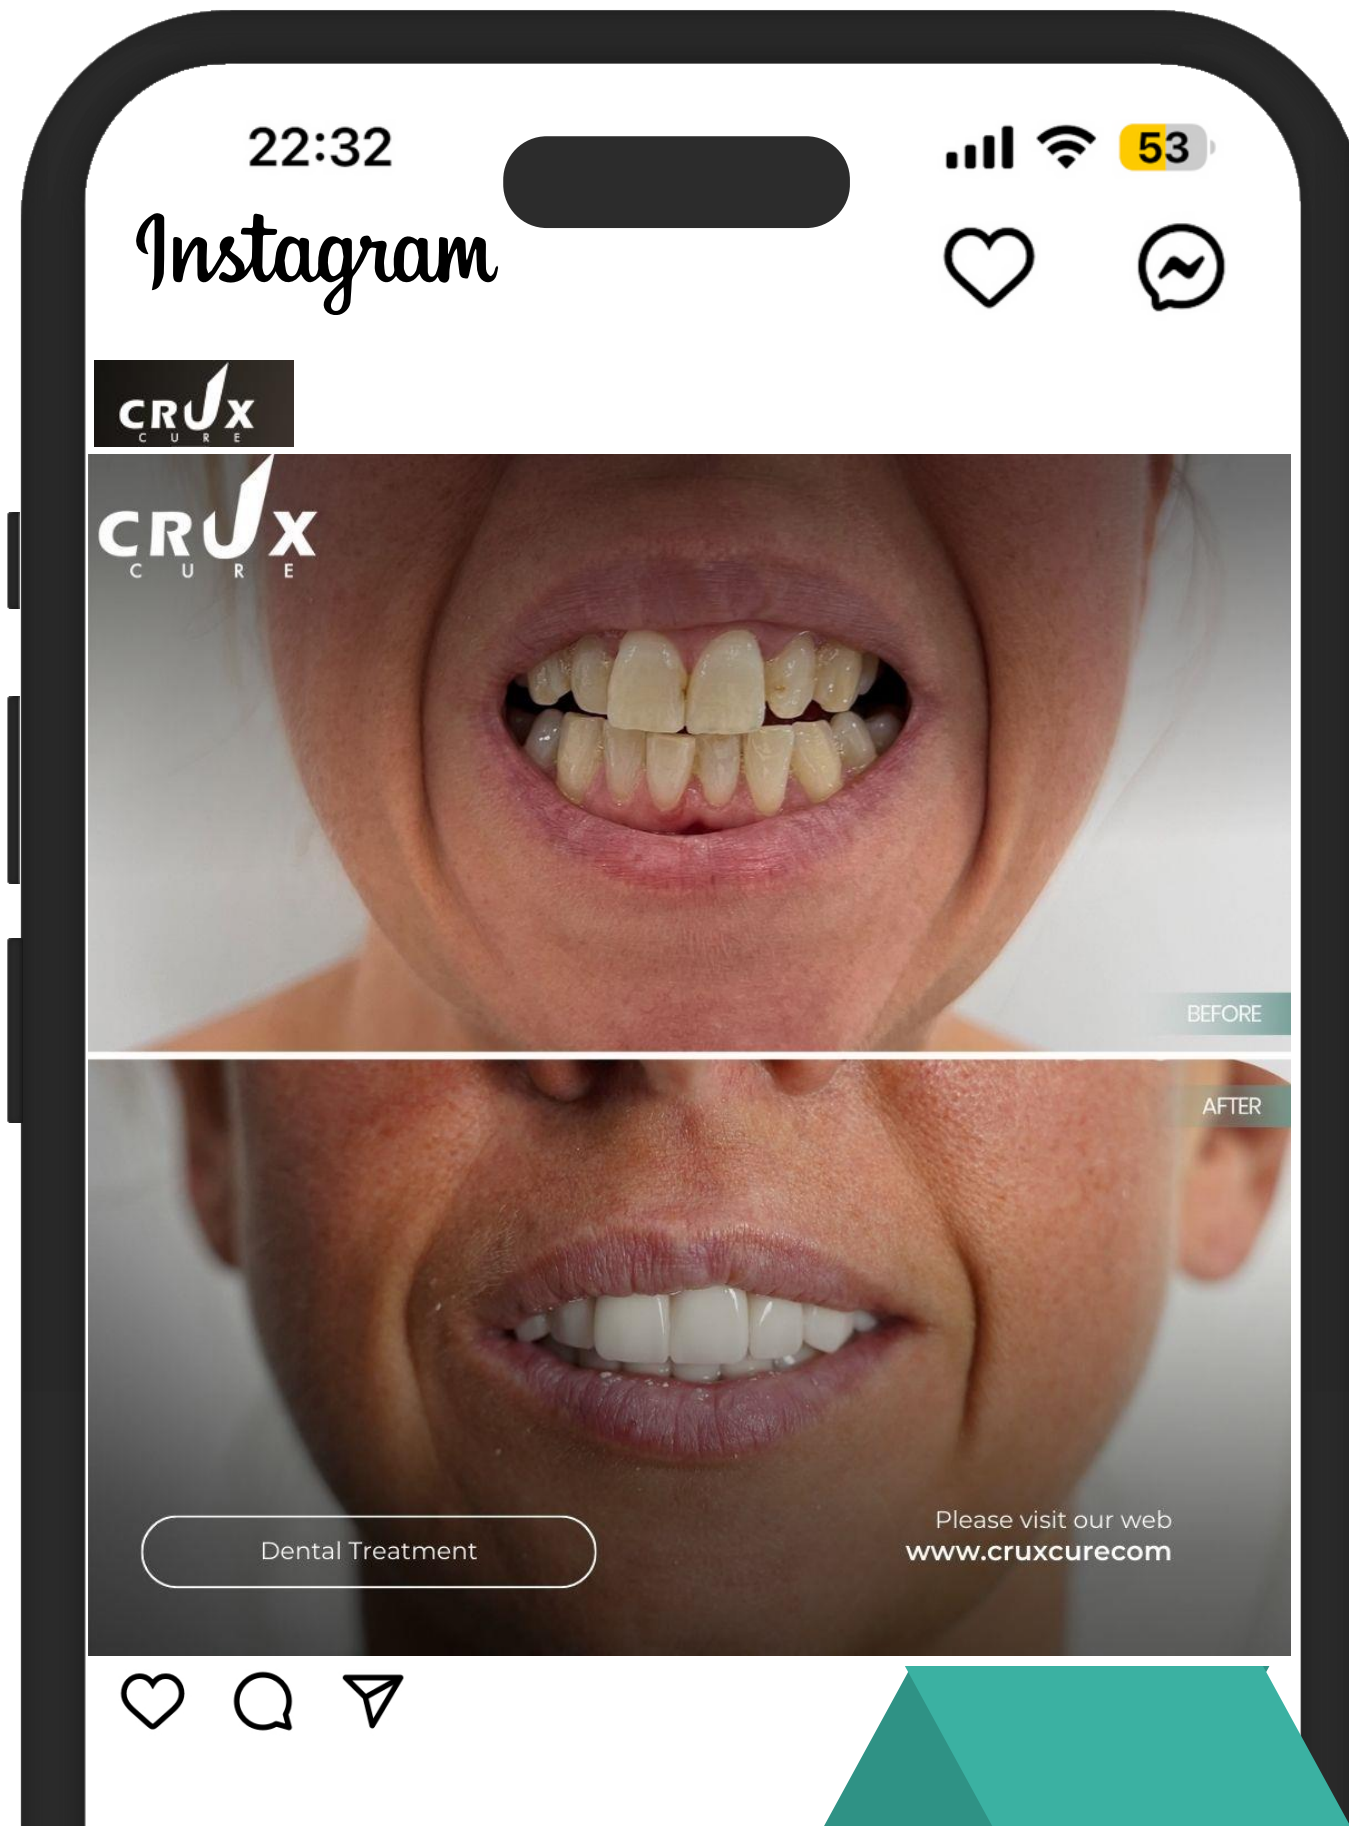 22:32
53
Instagram
CRUX
CURE
CRUX
CURE
BEFORE
AFTER
Dental Treatment
Please visit our web
www.cruxcurecom